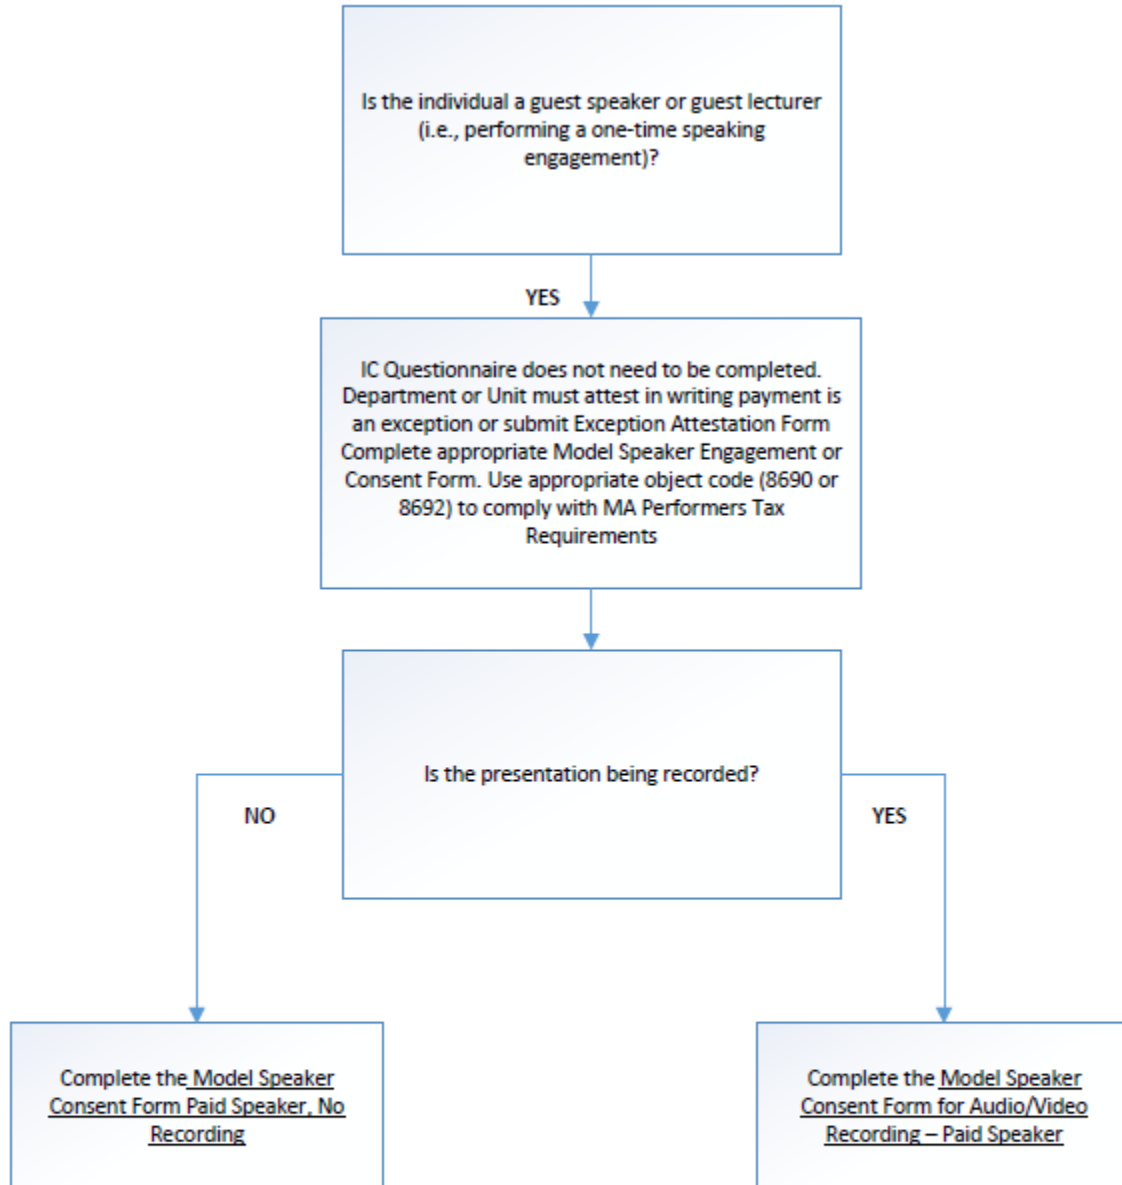 Is the individual a guest speaker or guest lecturer
(i.e., performing a one-time speaking
engagement)?
YES
IC Questionnaire does not need to be completed.
Department or Unit must attest in writing payment is
an exception or submit Exception Attestation Form
Complete appropriate Model Speaker Engagement or
Consent Form. Use appropriate object code (8690 or
8692) to comply with MA Performers Tax
Requirements
Is the presentation being recorded?
NO
YES
Complete the Model Speaker
Consent Form Paid Speaker, No
Recording
Complete the Model Speaker
Consent Form for Audio/Video
Recording – Paid Speaker